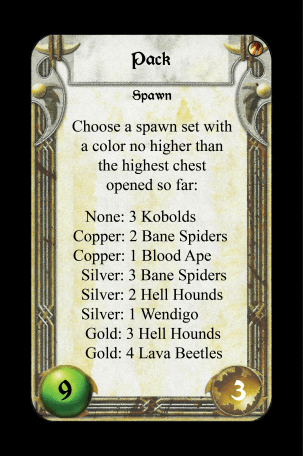 Pack
Spawn
Choose a spawn set with
a color no higher than
the highest chest
opened so far:
None: 3 Kobolds
Copper: 2 Bane Spiders
Copper: 1 Blood Ape
Silver: 3 Bane Spiders
Silver: 2 Hell Hounds
Silver: 1 Wendigo
Gold: 3 Hell Hounds
Gold: 4 Lava Beetles
9
3